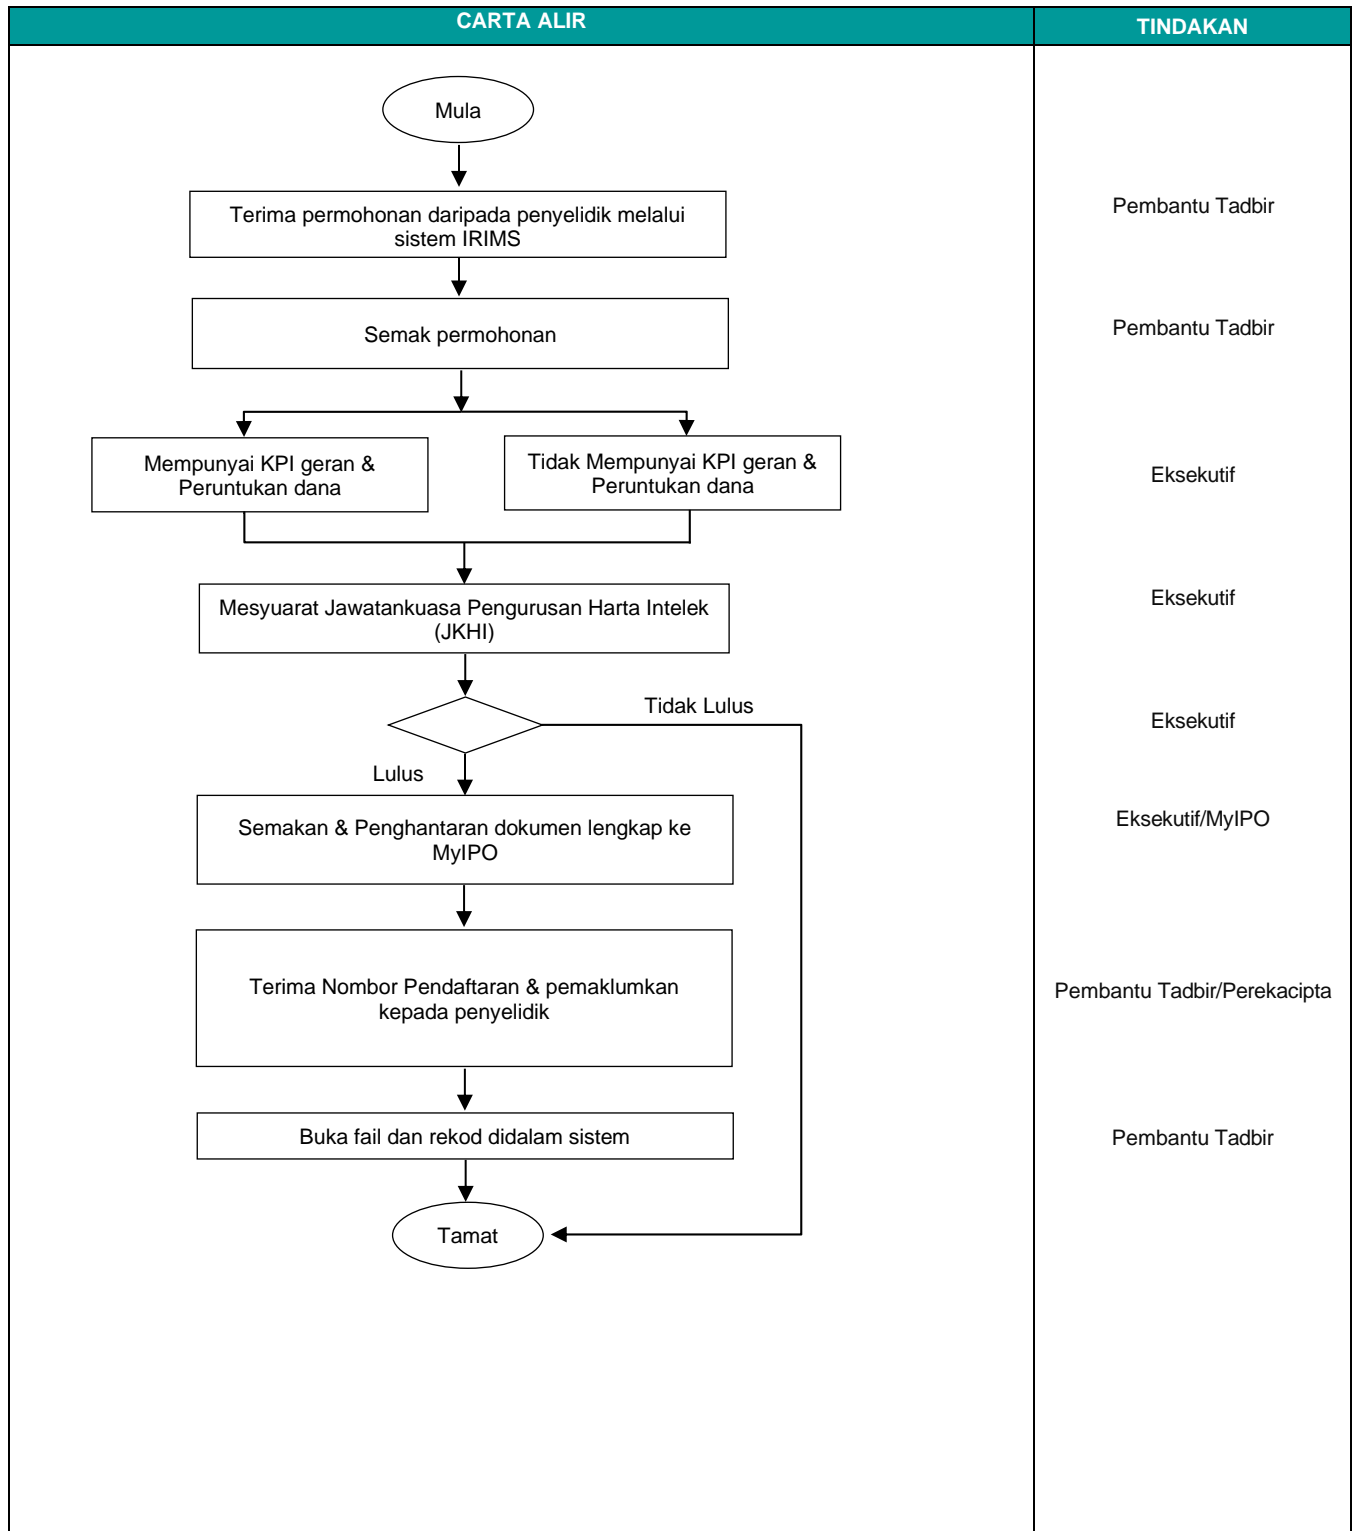 CARTA ALIR
TINDAKAN
Mula
Terima permohonan daripada penyelidik melalui
sistem IRIMS
Pembantu Tadbir
Semak permohonan
Pembantu Tadbir
Mempunyai KPI geran &
Peruntukan dana
Tidak Mempunyai KPI geran &
Peruntukan dana
Eksekutif
Mesyuarat Jawatankuasa Pengurusan Harta Intelek
(JKHI)
Eksekutif
Tidak Lulus
Eksekutif
Lulus
Semakan & Penghantaran dokumen lengkap ke
MyIPO
Eksekutif/MyIPO
Terima Nombor Pendaftaran & pemaklumkan
kepada penyelidik
Pembantu Tadbir/Perekacipta
Buka fail dan rekod didalam sistem
Pembantu Tadbir
Tamat